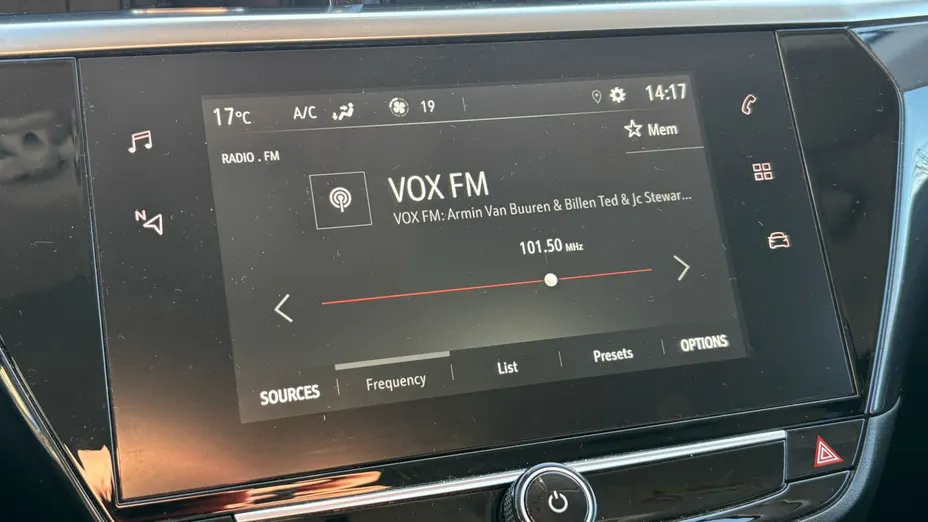 17°C A/C 19 14:17
Mem
RADIO . FM
VOX FM
VOX FM: Armin Van Buuren & Billen Ted & Jc Stewar...
101.50 MHz
N
SOURCES Frequency List Presets OPTIONS